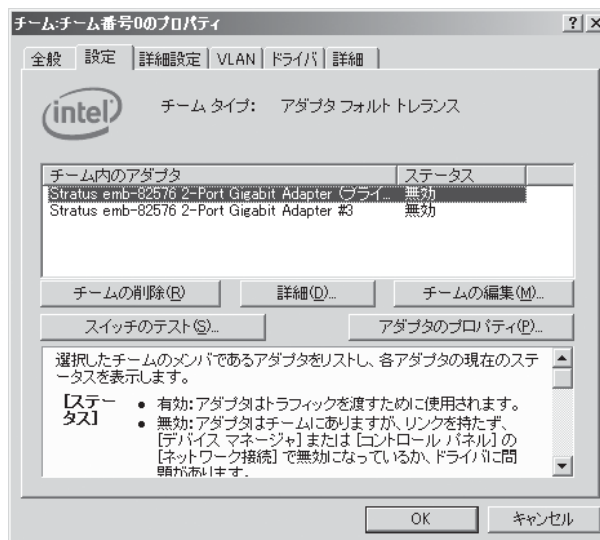 チーム:チーム番号0のプロパティ
全般 設定 詳細設定 VLAN ドライバ 詳細
intel
チーム タイプ: アダプタ フォルト トレランス
チーム内のアダプタ ステータス
Stratus emb-82576 2-Port Gigabit Adapter (プライ... 無効
Stratus emb-82576 2-Port Gigabit Adapter #3 無効
チームの削除(R) 詳細(D)... チームの編集(M)...
スイッチのテスト(S)... アダプタのプロパティ(P)...
選択したチームのメンバであるアダプタをリストし、各アダプタの現在のステ
ータスを表示します。
[ステー
タス]
• 有効: アダプタはトラフィックを渡すために使用されます。
• 無効: アダプタはチームにありますが、リンクを持たず、
[デバイス マネージャ] または [コントロール パネル] の
[ネットワーク接続] で無効になっているか、ドライバに問
題があります。
OK キャンセル